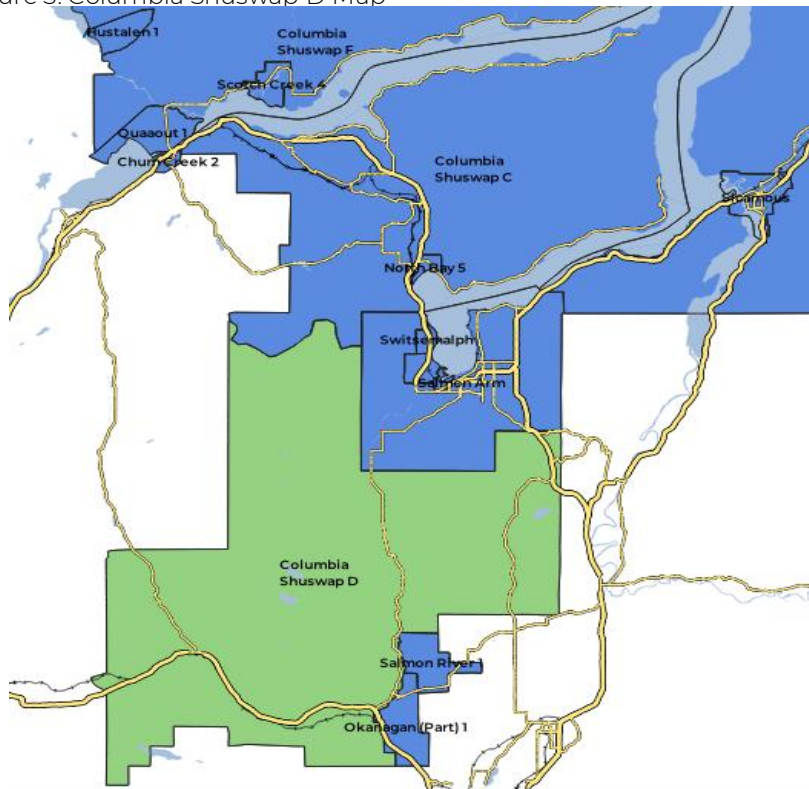 Columbia Shuswap D Map
Hustalen 1
Columbia
Shuswap F
Scotch Creek 4
Quaaout 1
Chum Creek 2
Columbia
Shuswap C
Sicamous
North Bay 5
Switsemalph
Salmon Arm
Columbia
Shuswap D
Salmon River 1
Okanagan (Part) 1